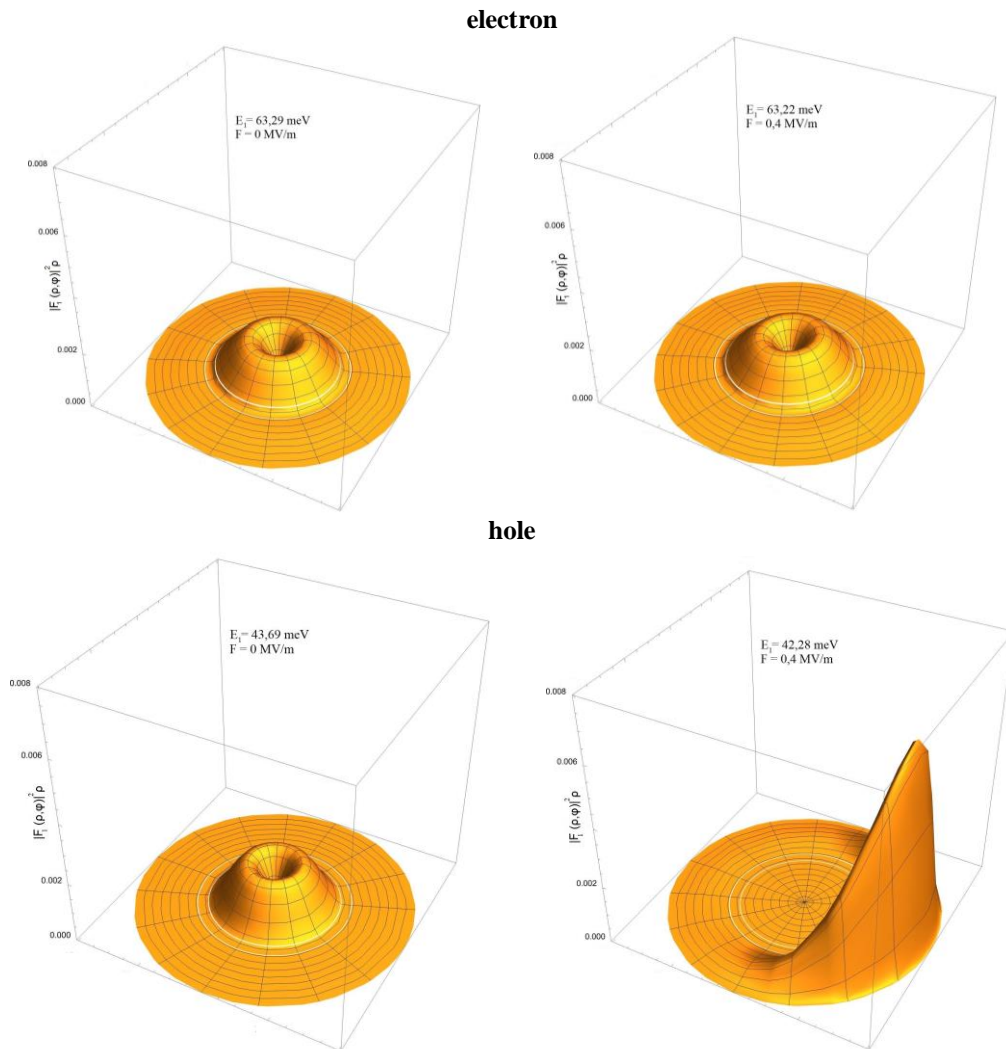 electron
E₁= 63,29 meV
F = 0 MV/m
0.008
0.006
0.002
0.000
|F₁(ρ,φ)|²ρ
E₁= 63,22 meV
F = 0,4 MV/m
0.008
0.006
0.002
0.000
|F₁(ρ,φ)|²ρ
hole
E₁= 43,69 meV
F = 0 MV/m
0.008
0.006
0.002
0.000
|F₁(ρ,φ)|²ρ
E₁= 42,28 meV
F = 0,4 MV/m
0.008
0.006
0.002
0.000
|F₁(ρ,φ)|²ρ